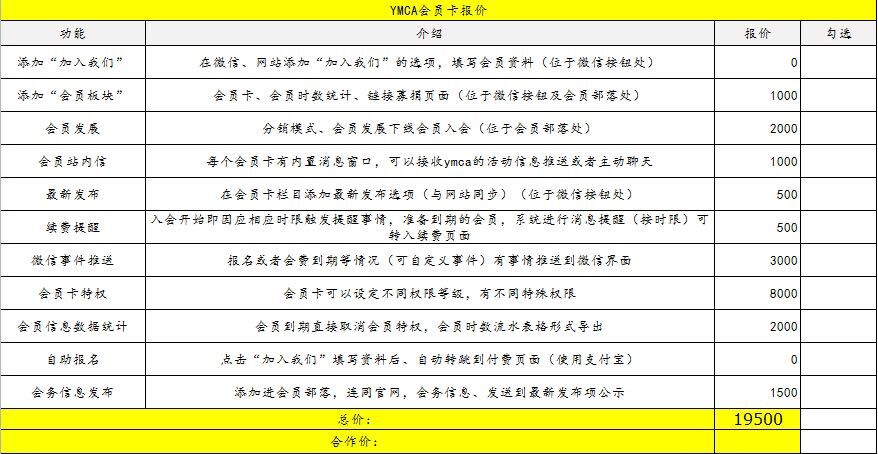 YMCA会员卡报价
功能 介绍 报价 勾选
添加“加入我们” 在微信、网站添加“加入我们”的选项，填写会员资料（位于微信按钮处） 0
添加“会员板块” 会员卡、会员时数统计、链接募捐页面（位于微信按钮及会员部落处） 1000
会员发展 分销模式、会员发展下线会员入会（位于会员部落处） 2000
会员站内信 每个会员卡有内置消息窗口，可以接收ymca的活动信息推送或者主动聊天 1000
最新发布 在会员卡栏目添加最新发布选项（与网站同步）（位于微信按钮处） 500
续费提醒 入会开始即因应相应时限触发提醒事情，准备到期的会员，系统进行消息提醒（按时限）可
转入续费页面 500
微信事件推送 报名或者会费到期等情况（可自定义事件）有事情推送到微信界面 3000
会员卡特权 会员卡可以设定不同权限等级，有不同特殊权限 8000
会员信息数据统计 会员到期直接取消会员特权，会员时数流水表格形式导出 2000
自助报名 点击“加入我们”填写资料后、自动转跳到付费页面（使用支付宝） 0
会务信息发布 添加进会员部落，连同官网，会务信息、发送到最新发布项公示 1500
总价： 19500
合作价：